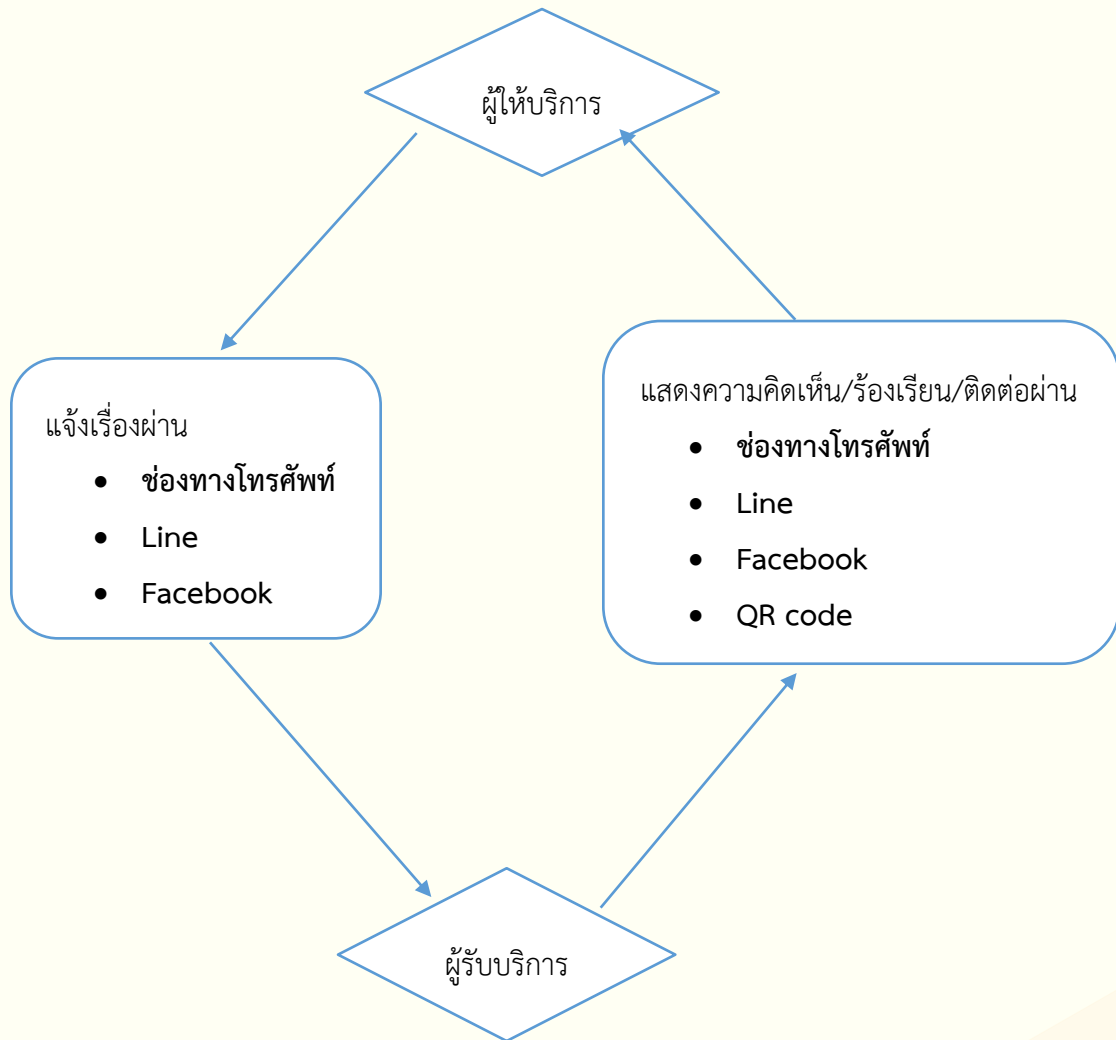 ผู้ให้บริการ
แจ้งเรื่องผ่าน
• ช่องทางโทรศัพท์
• Line
• Facebook
แสดงความคิดเห็น/ร้องเรียน/ติดต่อผ่าน
• ช่องทางโทรศัพท์
• Line
• Facebook
• QR code
ผู้รับบริการ